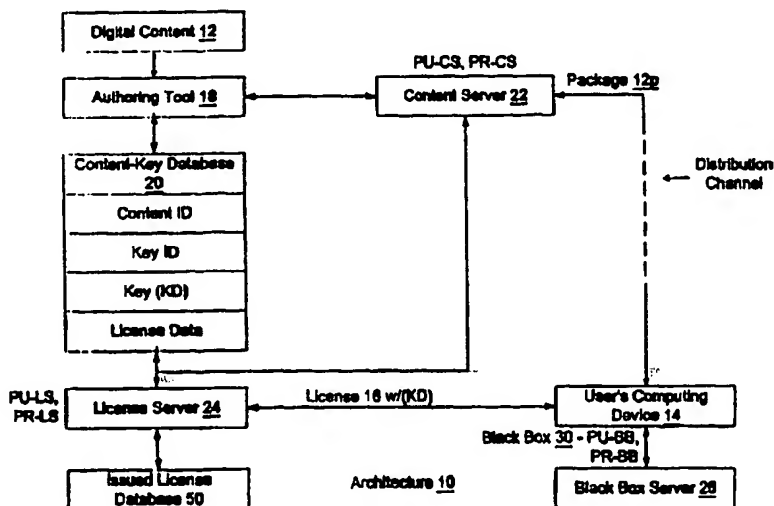 Digital Content 12
PU-CS, PR-CS
Package 12p
Authoring Tool 18
Content Server 22
Content-Key Database
20
Distribution
Channel
Content ID
Key ID
Key (KD)
License Data
PU-LS,
PR-LS
License Server 24
License 16 w/(KD)
User's Computing
Device 14
Black Box 30 - PU-BB,
PR-BB
Issued License
Database 50
Architecture 10
Black Box Server 26